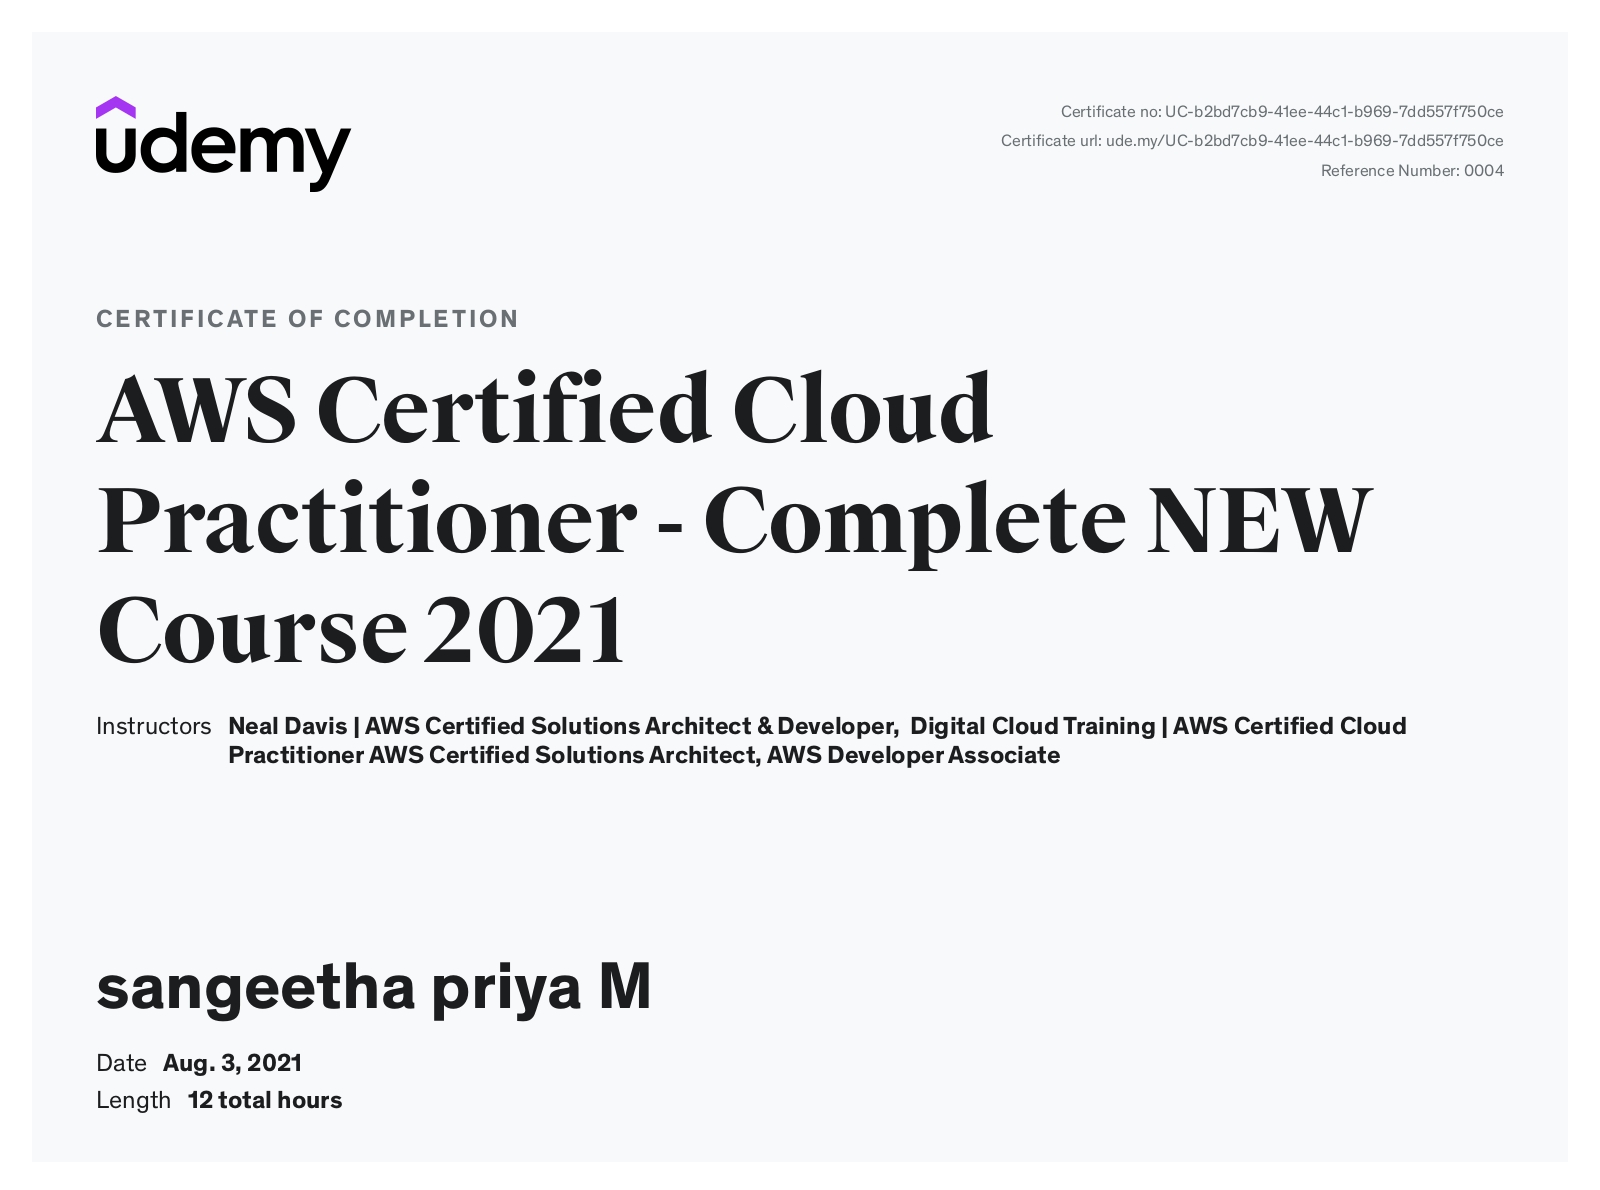 udemy
Certificate no: UC-b2bd7cb9-41ee-44c1-b969-7dd557f750ce
Certificate url: ude.my/UC-b2bd7cb9-41ee-44c1-b969-7dd557f750ce
Reference Number: 0004
CERTIFICATE OF COMPLETION
AWS Certified Cloud
Practitioner - Complete NEW
Course 2021
Instructors Neal Davis | AWS Certified Solutions Architect & Developer, Digital Cloud Training | AWS Certified Cloud
Practitioner AWS Certified Solutions Architect, AWS Developer Associate
sangeetha priya M
Date Aug. 3, 2021
Length 12 total hours